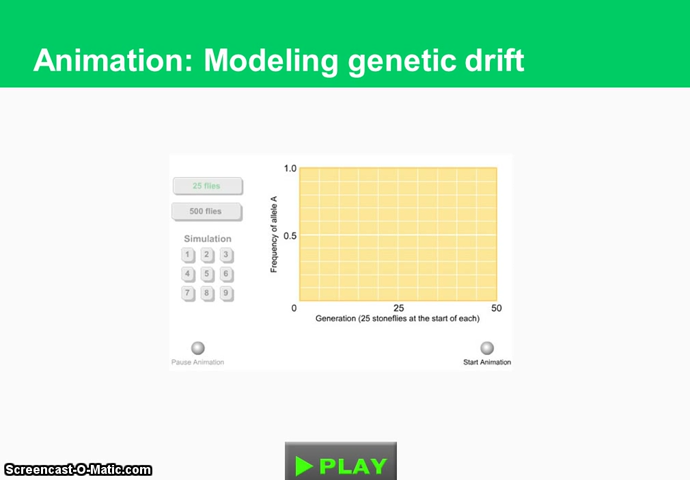 Animation: Modeling genetic drift
25 flies
500 flies
Simulation
1 2 3
4 5 6
7 8 9
Pause Animation
1.0
0.5
0
25
50
Frequency of allele A
Generation (25 stoneflies at the start of each)
Start Animation
PLAY
Screencast-O-Matic.com